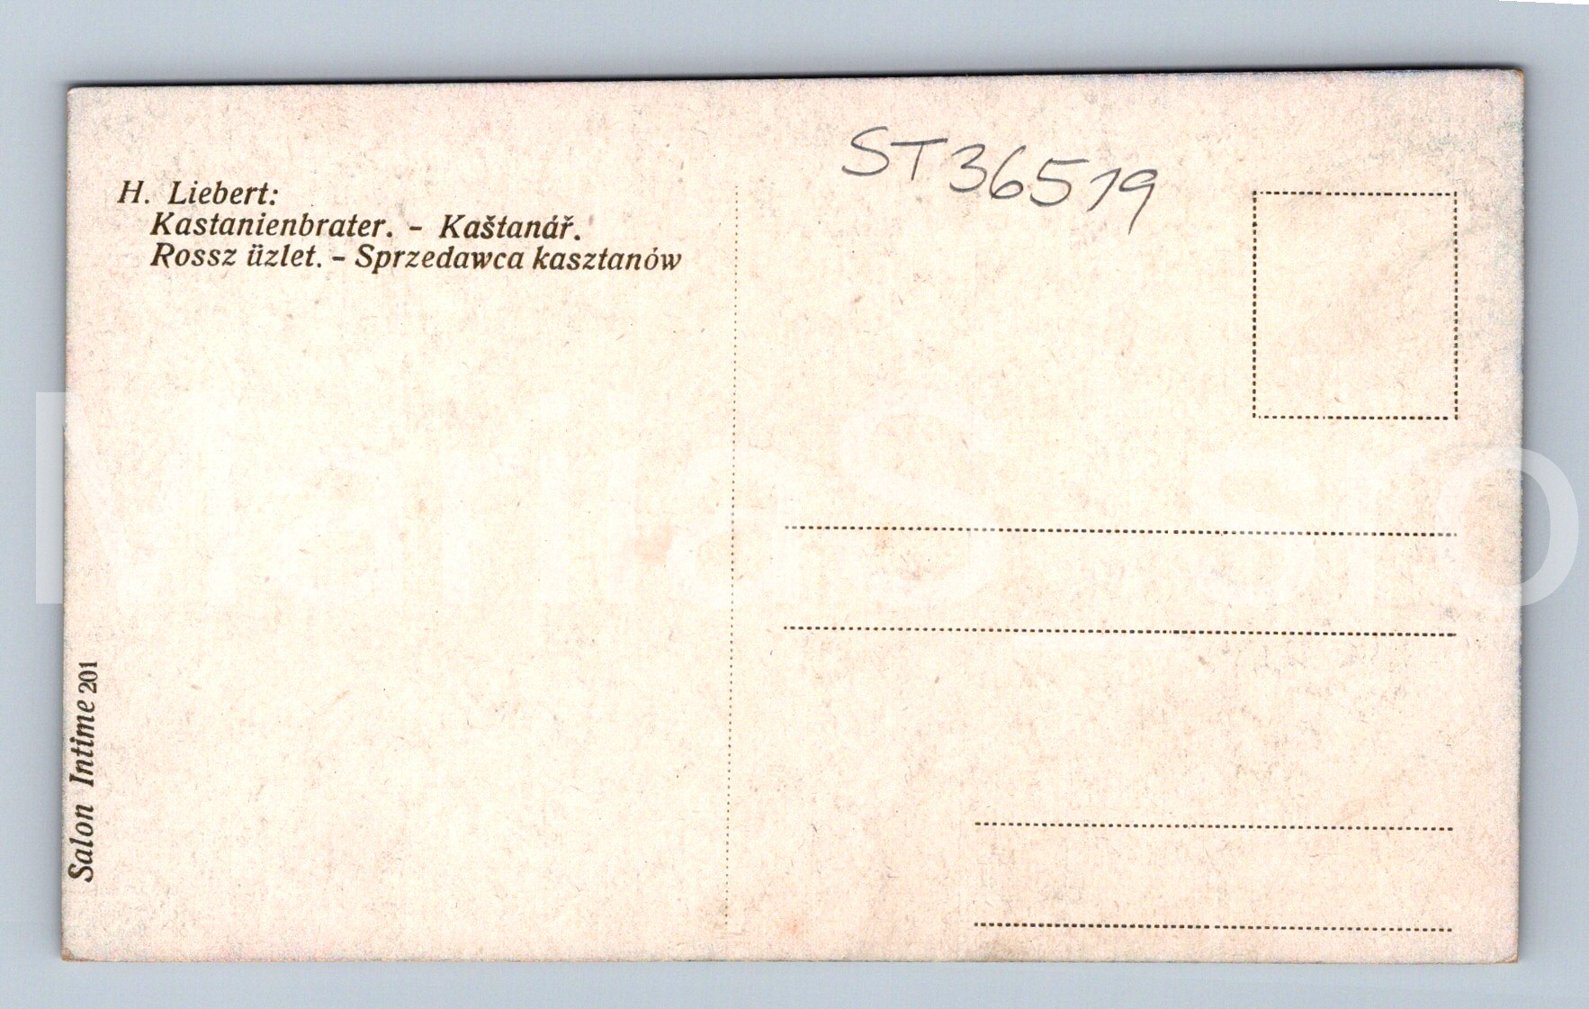 H. Liebert:
Kastanienbrater. - Kaštanář.
Rossz üzlet. - Sprzedawca kasztanów
ST36519
Salon Intime 201